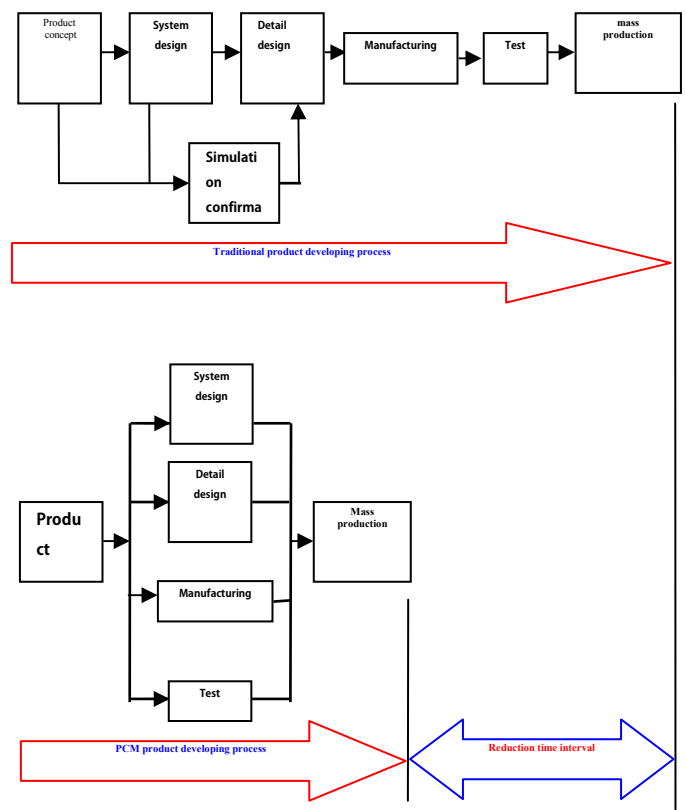 Product
concept
System
design
Detail
design
Manufacturing
Test
mass
production
Simulati
on
confirma
Traditional product developing process
System
design
Detail
design
Produ
ct
Mass
production
Manufacturing
Test
PCM product developing process
Reduction time interval